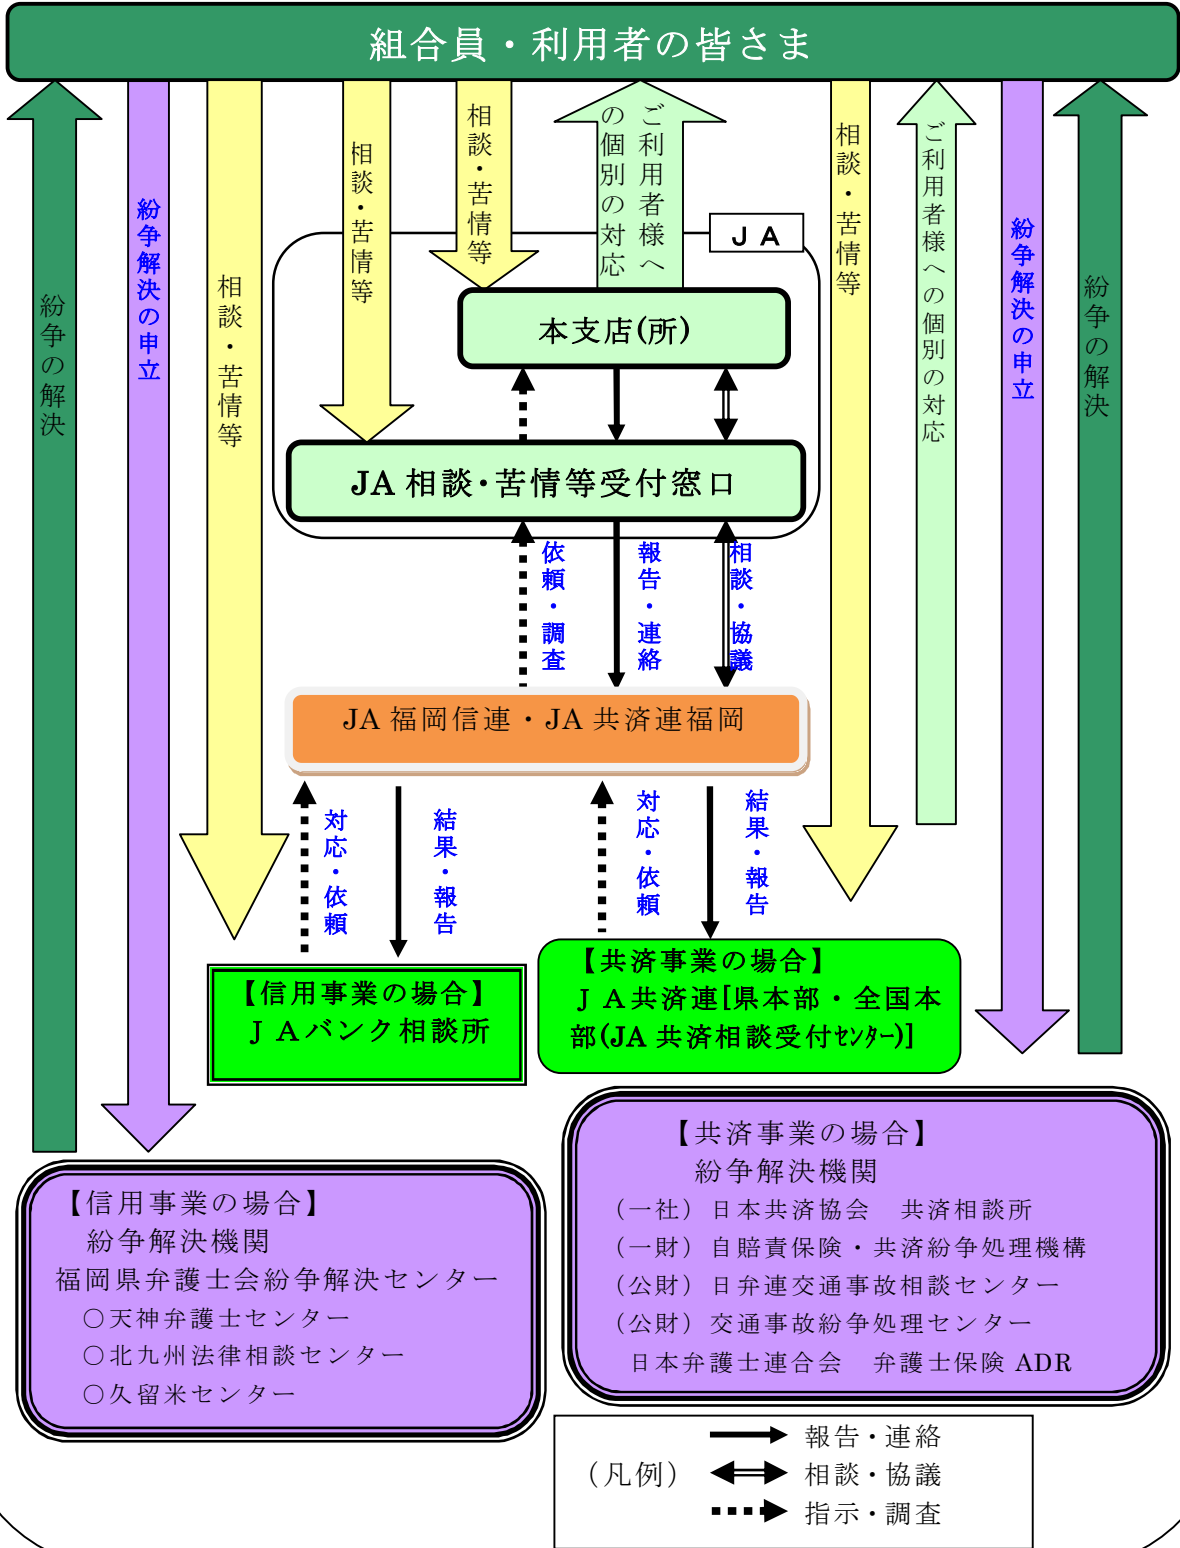 組合員・利用者の皆さま
紛争の解決
紛争解決の申立
相談・苦情等
相談・苦情等
相談・苦情等
ご利用者様へ
の個別の対応
相談・苦情等
ご利用者様への個別の対応
紛争解決の申立
紛争の解決
ＪＡ
本支店(所)
JA 相談・苦情等受付窓口
依頼・調査
報告・連絡
相談・協議
JA 福岡信連・JA 共済連福岡
対応・依頼
結果・報告
対応・依頼
結果・報告
【信用事業の場合】
ＪＡバンク相談所
【共済事業の場合】
ＪＡ共済連[県本部・全国本
部(JA 共済相談受付ｾﾝﾀｰ)]
【信用事業の場合】
紛争解決機関
福岡県弁護士会紛争解決センター
○天神弁護士センター
○北九州法律相談センター
○久留米センター
【共済事業の場合】
紛争解決機関
（一社）日本共済協会　共済相談所
（一財）自賠責保険・共済紛争処理機構
（公財）日弁連交通事故相談センター
（公財）交通事故紛争処理センター
日本弁護士連合会　弁護士保険 ADR
（凡例）
報告・連絡
相談・協議
指示・調査